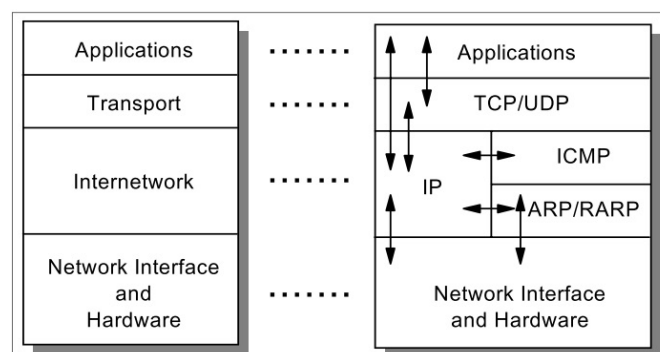 Applications
Transport
Internetwork
Network Interface
and
Hardware
Applications
TCP/UDP
ICMP
IP
ARP/RARP
Network Interface
and Hardware